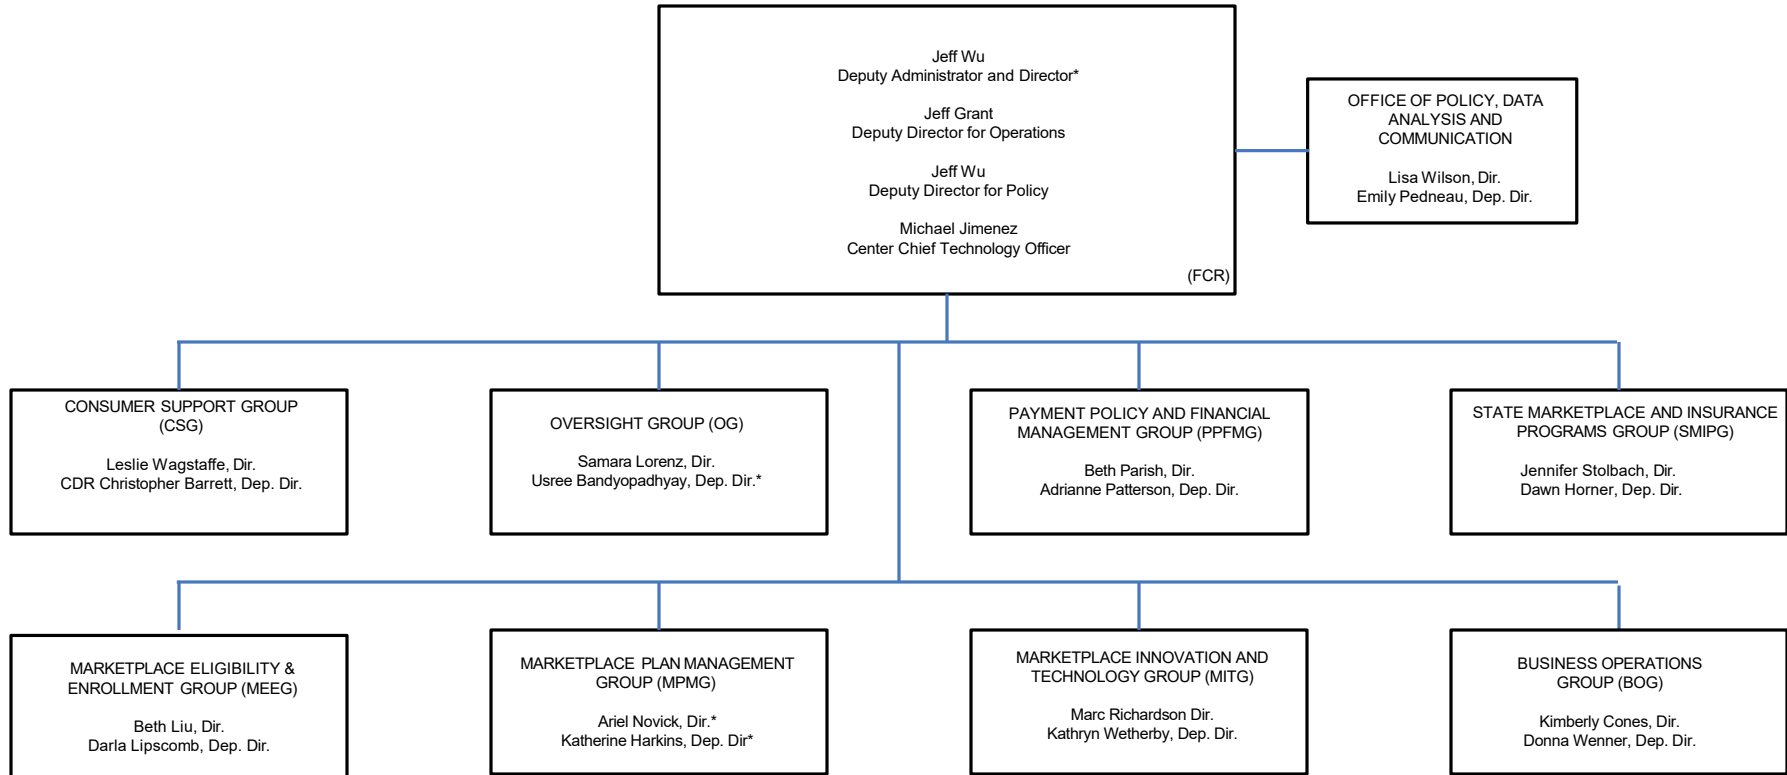 Jeff Wu
Deputy Administrator and Director*
Jeff Grant
Deputy Director for Operations
Jeff Wu
Deputy Director for Policy
Michael Jimenez
Center Chief Technology Officer
(FCR)
OFFICE OF POLICY, DATA
ANALYSIS AND
COMMUNICATION
Lisa Wilson, Dir.
Emily Pedneau, Dep. Dir.
CONSUMER SUPPORT GROUP
(CSG)
Leslie Wagstaffe, Dir.
CDR Christopher Barrett, Dep. Dir.
OVERSIGHT GROUP (OG)
Samara Lorenz, Dir.
Usree Bandyopadhyay, Dep. Dir.*
PAYMENT POLICY AND FINANCIAL
MANAGEMENT GROUP (PPFMG)
Beth Parish, Dir.
Adrianne Patterson, Dep. Dir.
STATE MARKETPLACE AND INSURANCE
PROGRAMS GROUP (SMIPG)
Jennifer Stolbach, Dir.
Dawn Horner, Dep. Dir.
MARKETPLACE ELIGIBILITY &
ENROLLMENT GROUP (MEEG)
Beth Liu, Dir.
Darla Lipscomb, Dep. Dir.
MARKETPLACE PLAN MANAGEMENT
GROUP (MPMG)
Ariel Novick, Dir.*
Katherine Harkins, Dep. Dir*
MARKETPLACE INNOVATION AND
TECHNOLOGY GROUP (MITG)
Marc Richardson Dir.
Kathryn Wetherby, Dep. Dir.
BUSINESS OPERATIONS
GROUP (BOG)
Kimberly Cones, Dir.
Donna Wenner, Dep. Dir.